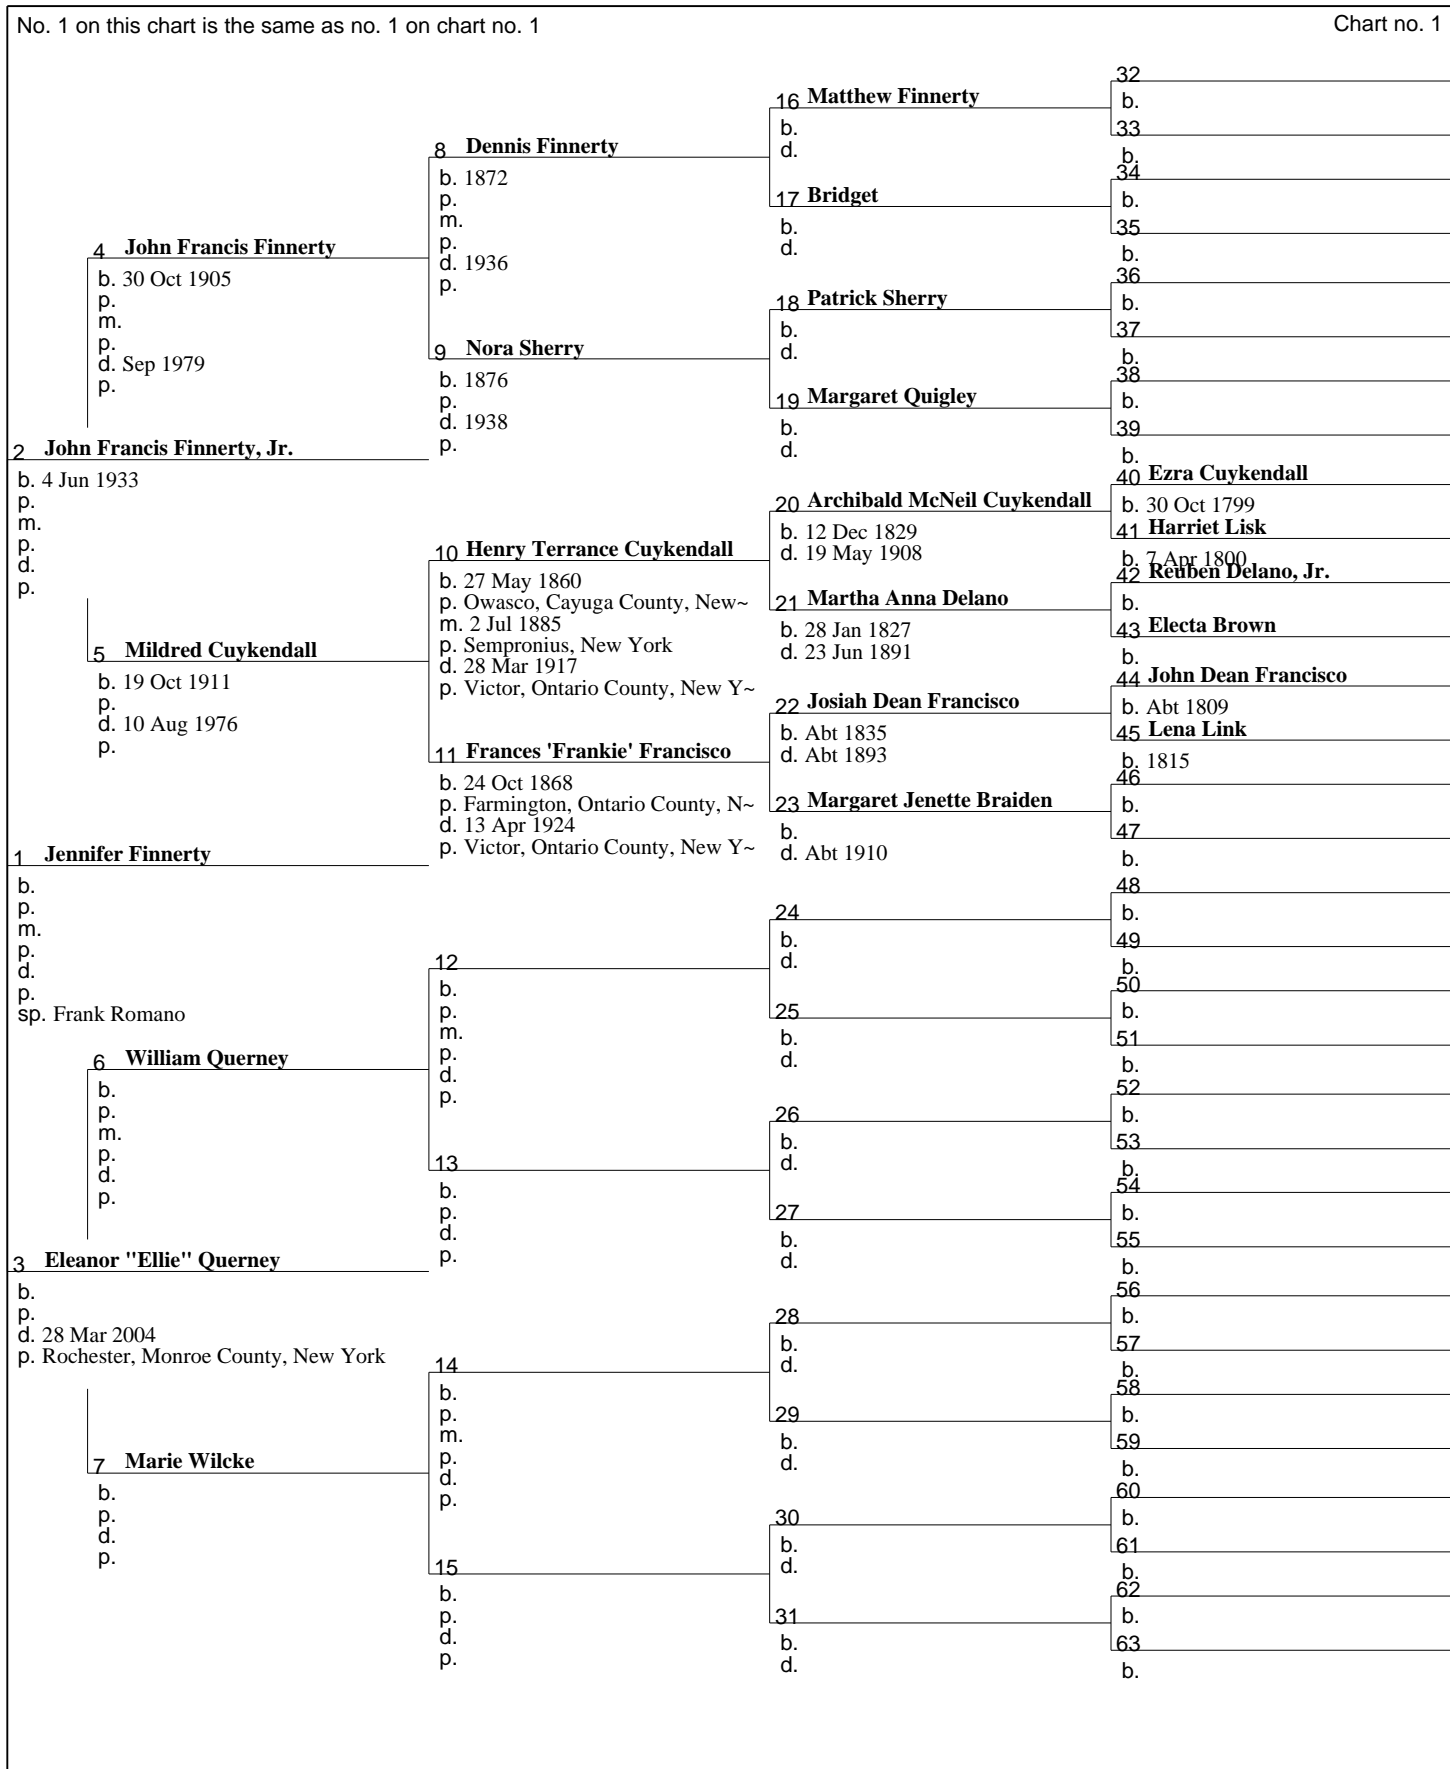 No. 1 on this chart is the same as no. 1 on chart no. 1
Chart no. 1
2 John Francis Finnerty, Jr.
b. 4 Jun 1933
p.
m.
p.
d.
p.
1 Jennifer Finnerty
b.
p.
m.
p.
d.
p.
sp. Frank Romano
3 Eleanor "Ellie" Querney
b.
p.
d. 28 Mar 2004
p. Rochester, Monroe County, New York
4 John Francis Finnerty
b. 30 Oct 1905
p.
m.
p.
d. Sep 1979
p.
5 Mildred Cuykendall
b. 19 Oct 1911
p.
d. 10 Aug 1976
p.
6 William Querney
b.
p.
m.
p.
d.
p.
7 Marie Wilcke
b.
p.
d.
p.
8 Dennis Finnerty
b. 1872
p.
m.
p.
d. 1936
p.
9 Nora Sherry
b. 1876
p.
d. 1938
p.
10 Henry Terrance Cuykendall
b. 27 May 1860
p. Owasco, Cayuga County, New~
m. 2 Jul 1885
p. Sempronius, New York
d. 28 Mar 1917
p. Victor, Ontario County, New Y~
11 Frances 'Frankie' Francisco
b. 24 Oct 1868
p. Farmington, Ontario County, N~
d. 13 Apr 1924
p. Victor, Ontario County, New Y~
12
b.
p.
m.
p.
d.
p.
13
b.
p.
d.
p.
14
b.
p.
m.
p.
d.
p.
15
b.
p.
d.
p.
16 Matthew Finnerty
b.
d.
17 Bridget
b.
d.
18 Patrick Sherry
b.
d.
19 Margaret Quigley
b.
d.
20 Archibald McNeil Cuykendall
b. 12 Dec 1829
d. 19 May 1908
21 Martha Anna Delano
b. 28 Jan 1827
d. 23 Jun 1891
22 Josiah Dean Francisco
b. Abt 1835
d. Abt 1893
23 Margaret Jenette Braiden
b.
d. Abt 1910
24
b.
d.
25
b.
d.
26
b.
d.
27
b.
d.
28
b.
d.
29
b.
d.
30
b.
d.
31
b.
d.
32
b.
33
b.
34
b.
35
b.
36
b.
37
b.
38
b.
39
b.
40 Ezra Cuykendall
b. 30 Oct 1799
41 Harriet Lisk
b. 7 Apr 1800
42 Reuben Delano, Jr.
b.
43 Electa Brown
b.
44 John Dean Francisco
b. Abt 1809
45 Lena Link
b. 1815
46
b.
47
b.
48
b.
49
b.
50
b.
51
b.
52
b.
53
b.
54
b.
55
b.
56
b.
57
b.
58
b.
59
b.
60
b.
61
b.
62
b.
63
b.